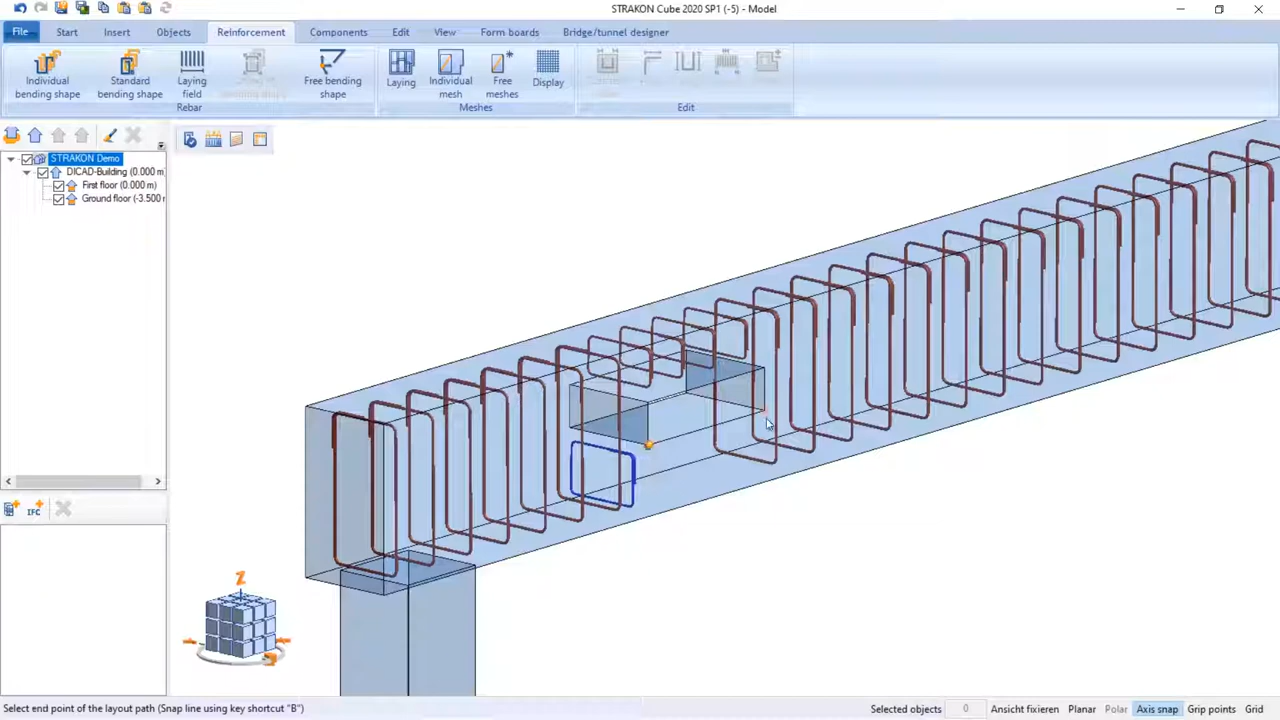 STRAKON Cube 2020 SP1 (-5) - Model
File Start Insert Objects Reinforcement Components Edit View Form boards Bridge/tunnel designer
Individual bending shape
Standard bending shape
Laying field
Free bending shape
Laying
Individual mesh
Free meshes
Display
Rebar Meshes Edit
STRAKON Demo
DICAD-Building (0.000 m)
First floor (0.000 m)
Ground floor (-3.500 m
IFC
Z
Select end point of the layout path (Snap line using key shortcut "B") Selected objects 0 Ansicht fixieren Planar Polar Axis snap Grip points Grid